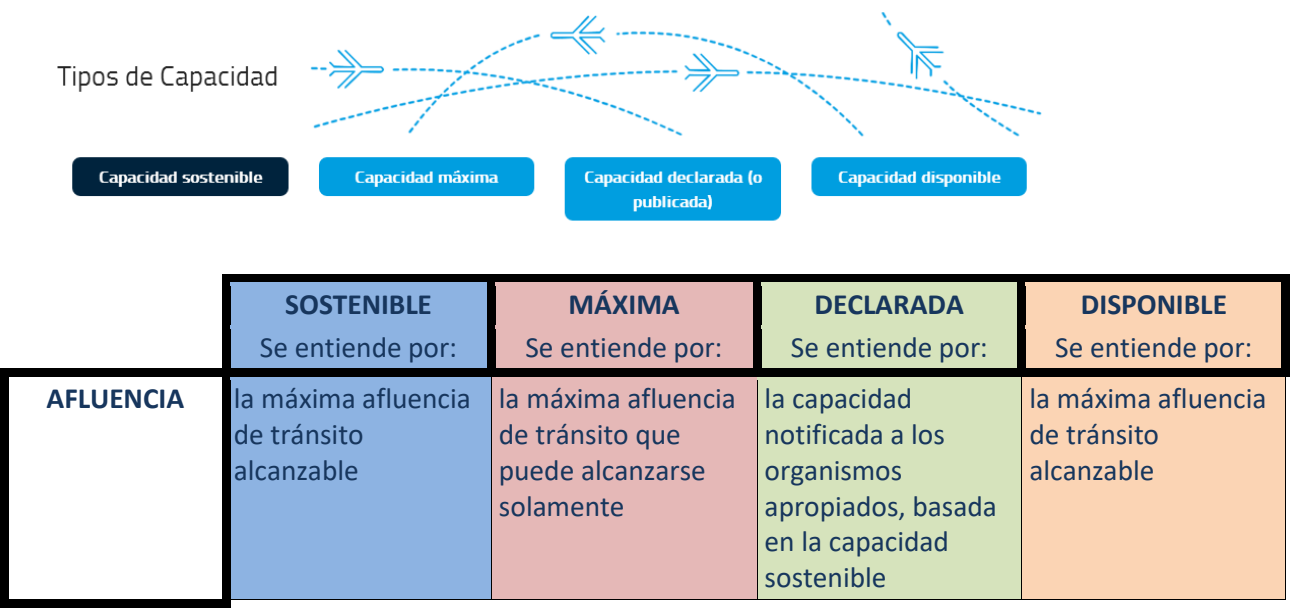 Tipos de Capacidad
Capacidad sostenible
Capacidad máxima
Capacidad declarada (o
publicada)
Capacidad disponible
SOSTENIBLE
Se entiende por:
MÁXIMA
Se entiende por:
DECLARADA
Se entiende por:
DISPONIBLE
Se entiende por:
AFLUENCIA
la máxima afluencia
de tránsito
alcanzable
la máxima afluencia
de tránsito que
puede alcanzarse
solamente
la capacidad
notificada a los
organismos
apropiados, basada
en la capacidad
sostenible
la máxima afluencia
de tránsito
alcanzable